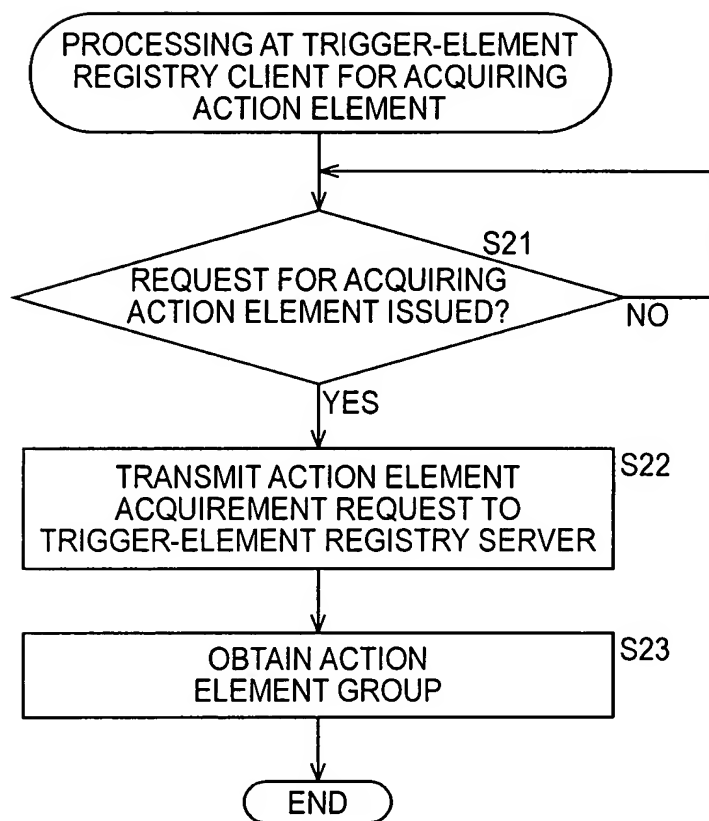 PROCESSING AT TRIGGER-ELEMENT
REGISTRY CLIENT FOR ACQUIRING
ACTION ELEMENT
S21
REQUEST FOR ACQUIRING
ACTION ELEMENT ISSUED?
NO
YES
S22
TRANSMIT ACTION ELEMENT
ACQUIREMENT REQUEST TO
TRIGGER-ELEMENT REGISTRY SERVER
S23
OBTAIN ACTION
ELEMENT GROUP
END